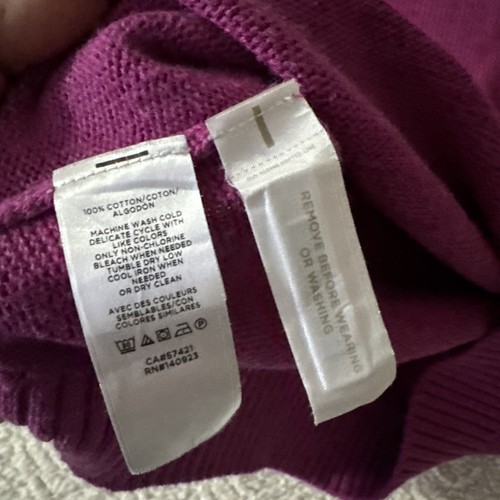 100% COTTON/COTON/
ALGODON
MACHINE WASH COLD
DELICATE CYCLE WITH
LIKE COLORS
ONLY NON-CHLORINE
BLEACH WHEN NEEDED
TUMBLE DRY LOW
COOL IRON WHEN
NEEDED
OR DRY CLEAN
AVEC DES COULEURS
SEMBLABLES/CON
COLORES SIMILARES
CA#57421
RN#140923
REMOVE BEFORE WEARING
OR WASHING